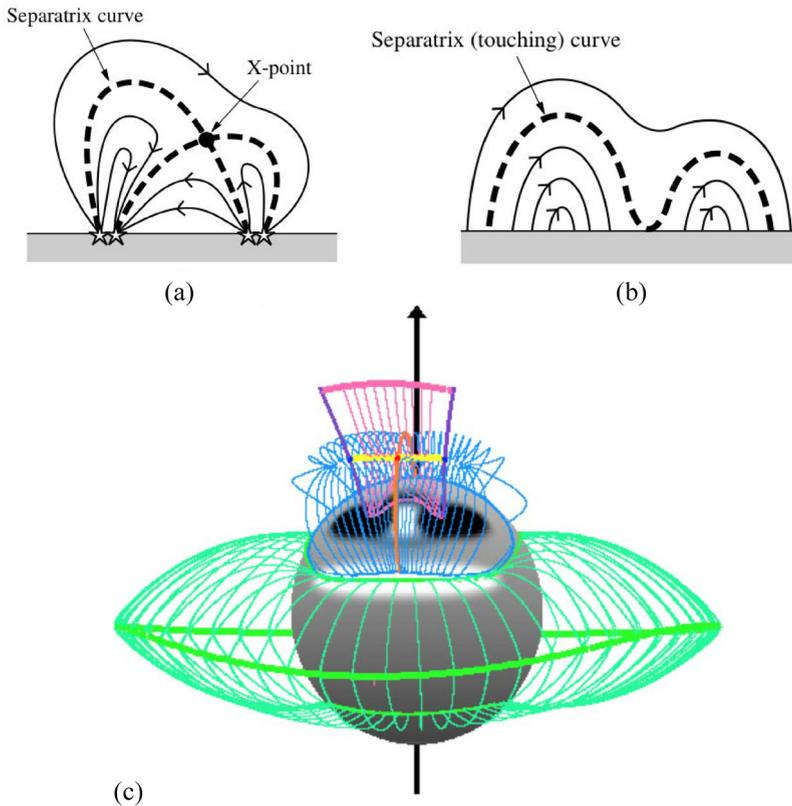 Separatrix curve
X-point
(a)
Separatrix (touching) curve
(b)
(c)